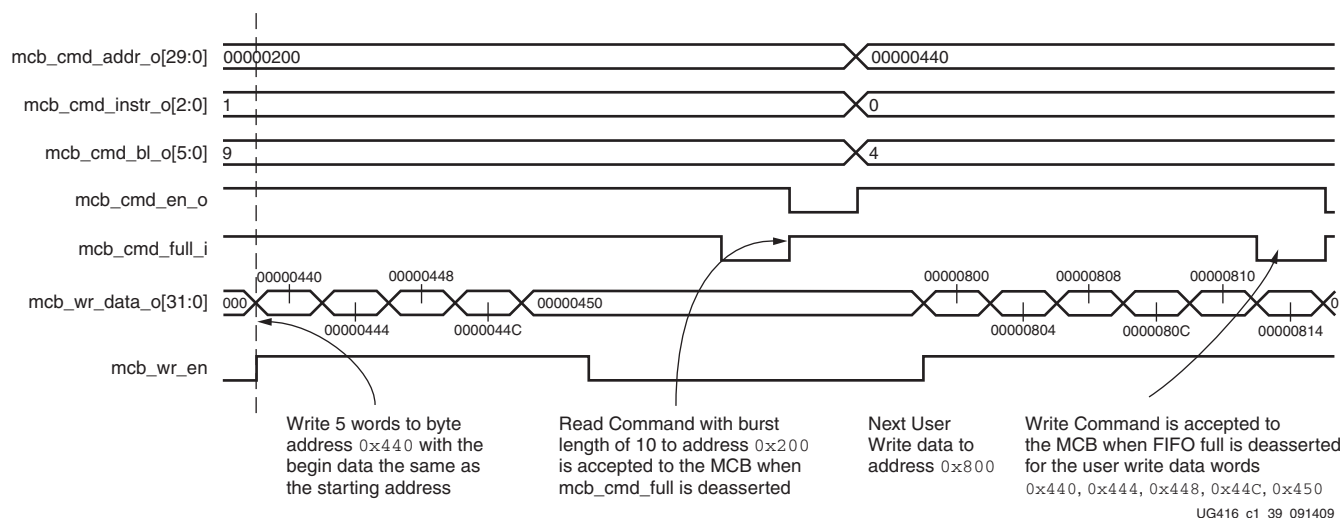 mcb_cmd_addr_o[29:0] 00000200 00000440
mcb_cmd_instr_o[2:0] 1 0
mcb_cmd_bl_o[5:0] 9 4
mcb_cmd_en_o
mcb_cmd_full_i
00000440 00000448 00000800 00000808 00000810
mcb_wr_data_o[31:0] 000 00000450 0
00000444 0000044C 00000804 0000080C 00000814
mcb_wr_en
Write 5 words to byte
address 0x440 with the
begin data the same as
the starting address
Read Command with burst
length of 10 to address 0x200
is accepted to the MCB when
mcb_cmd_full is deasserted
Next User
Write data to
address 0x800
Write Command is accepted to
the MCB when FIFO full is deasserted
for the user write data words
0x440, 0x444, 0x448, 0x44C, 0x450
UG416_c1_39_091409